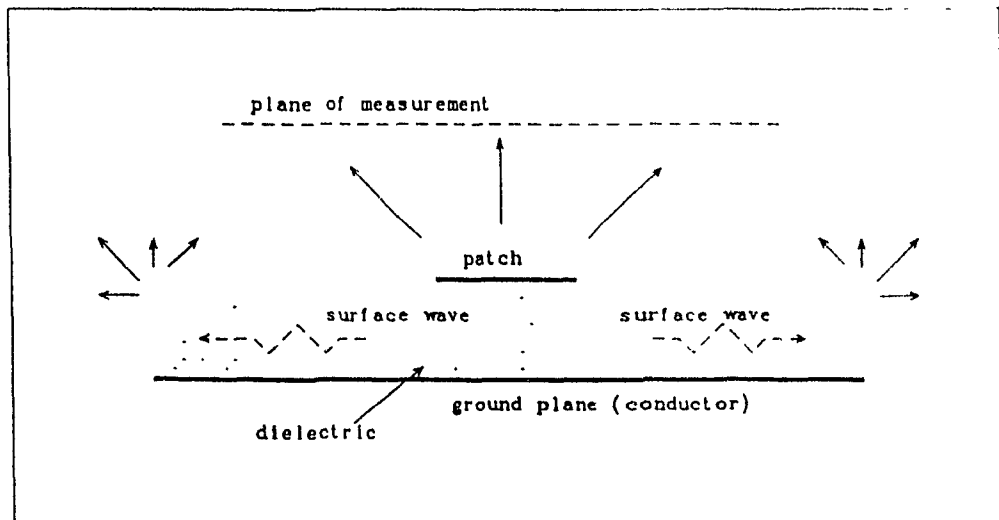 plane of measurement
patch
surface wave
surface wave
ground plane (conductor)
dielectric